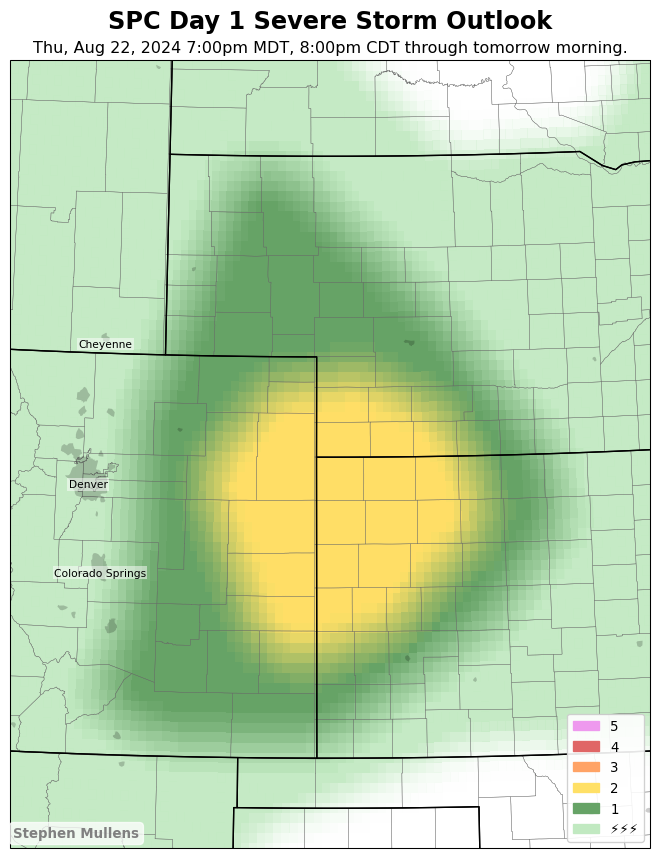 SPC Day 1 Severe Storm Outlook
Thu, Aug 22, 2024 7:00pm MDT, 8:00pm CDT through tomorrow morning.
Cheyenne
Denver
Colorado Springs
5
4
3
2
1
⚡⚡⚡
Stephen Mullens